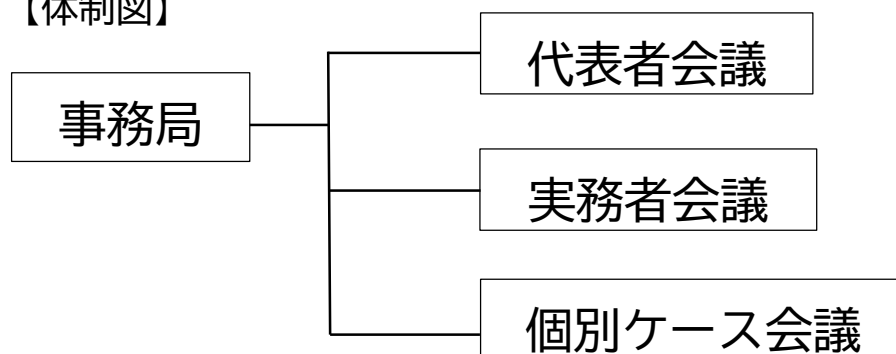 【体制図】
代表者会議
事務局
実務者会議
個別ケース会議